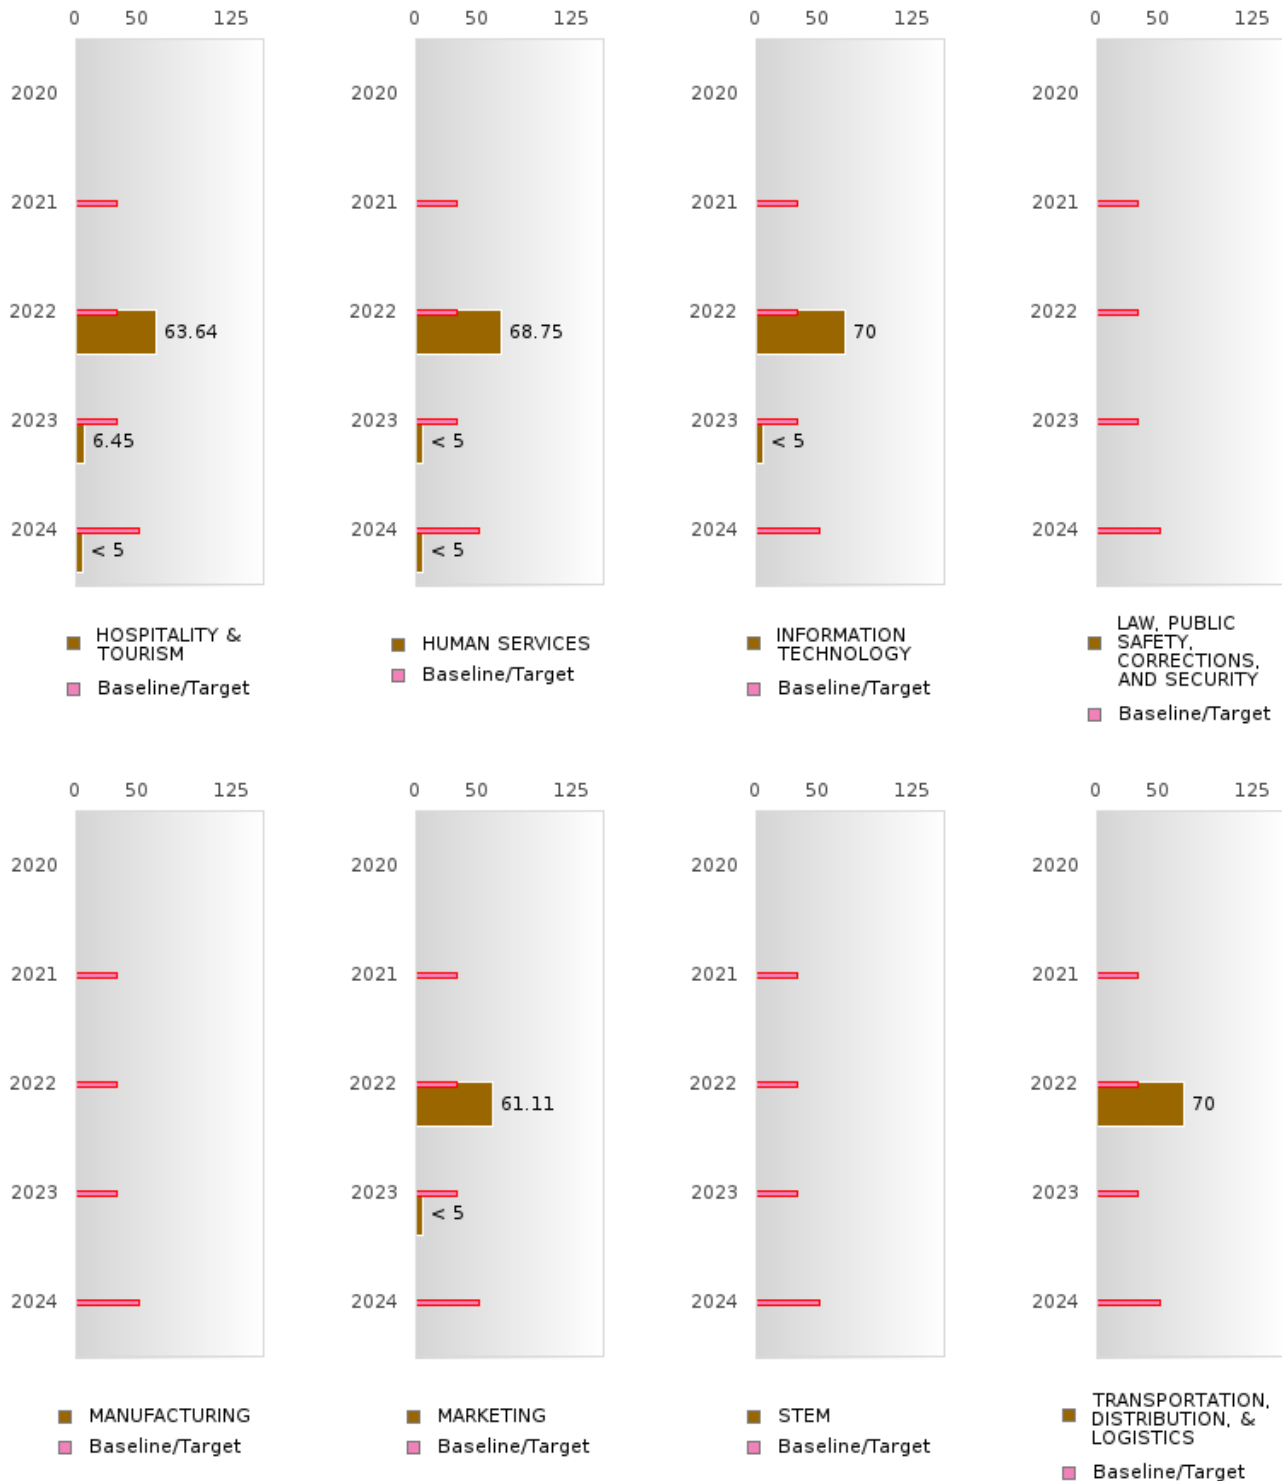 0 50 125 0 50 125 0 50 125 0 50 125
2020 2020 2020 2020
2021 2021 2021 2021
2022 63.64 2022 68.75 2022 70 2022
2023 6.45 2023 < 5 2023 < 5 2023
2024 < 5 2024 < 5 2024 2024
HOSPITALITY &
TOURISM
Baseline/Target
HUMAN SERVICES
Baseline/Target
INFORMATION
TECHNOLOGY
Baseline/Target
LAW, PUBLIC
SAFETY,
CORRECTIONS,
AND SECURITY
Baseline/Target
0 50 125 0 50 125 0 50 125 0 50 125
2020 2020 2020 2020
2021 2021 2021 2021
2022 2022 61.11 2022 2022 70
2023 2023 < 5 2023 2023
2024 2024 2024 2024
MANUFACTURING
Baseline/Target
MARKETING
Baseline/Target
STEM
Baseline/Target
TRANSPORTATION,
DISTRIBUTION, &
LOGISTICS
Baseline/Target